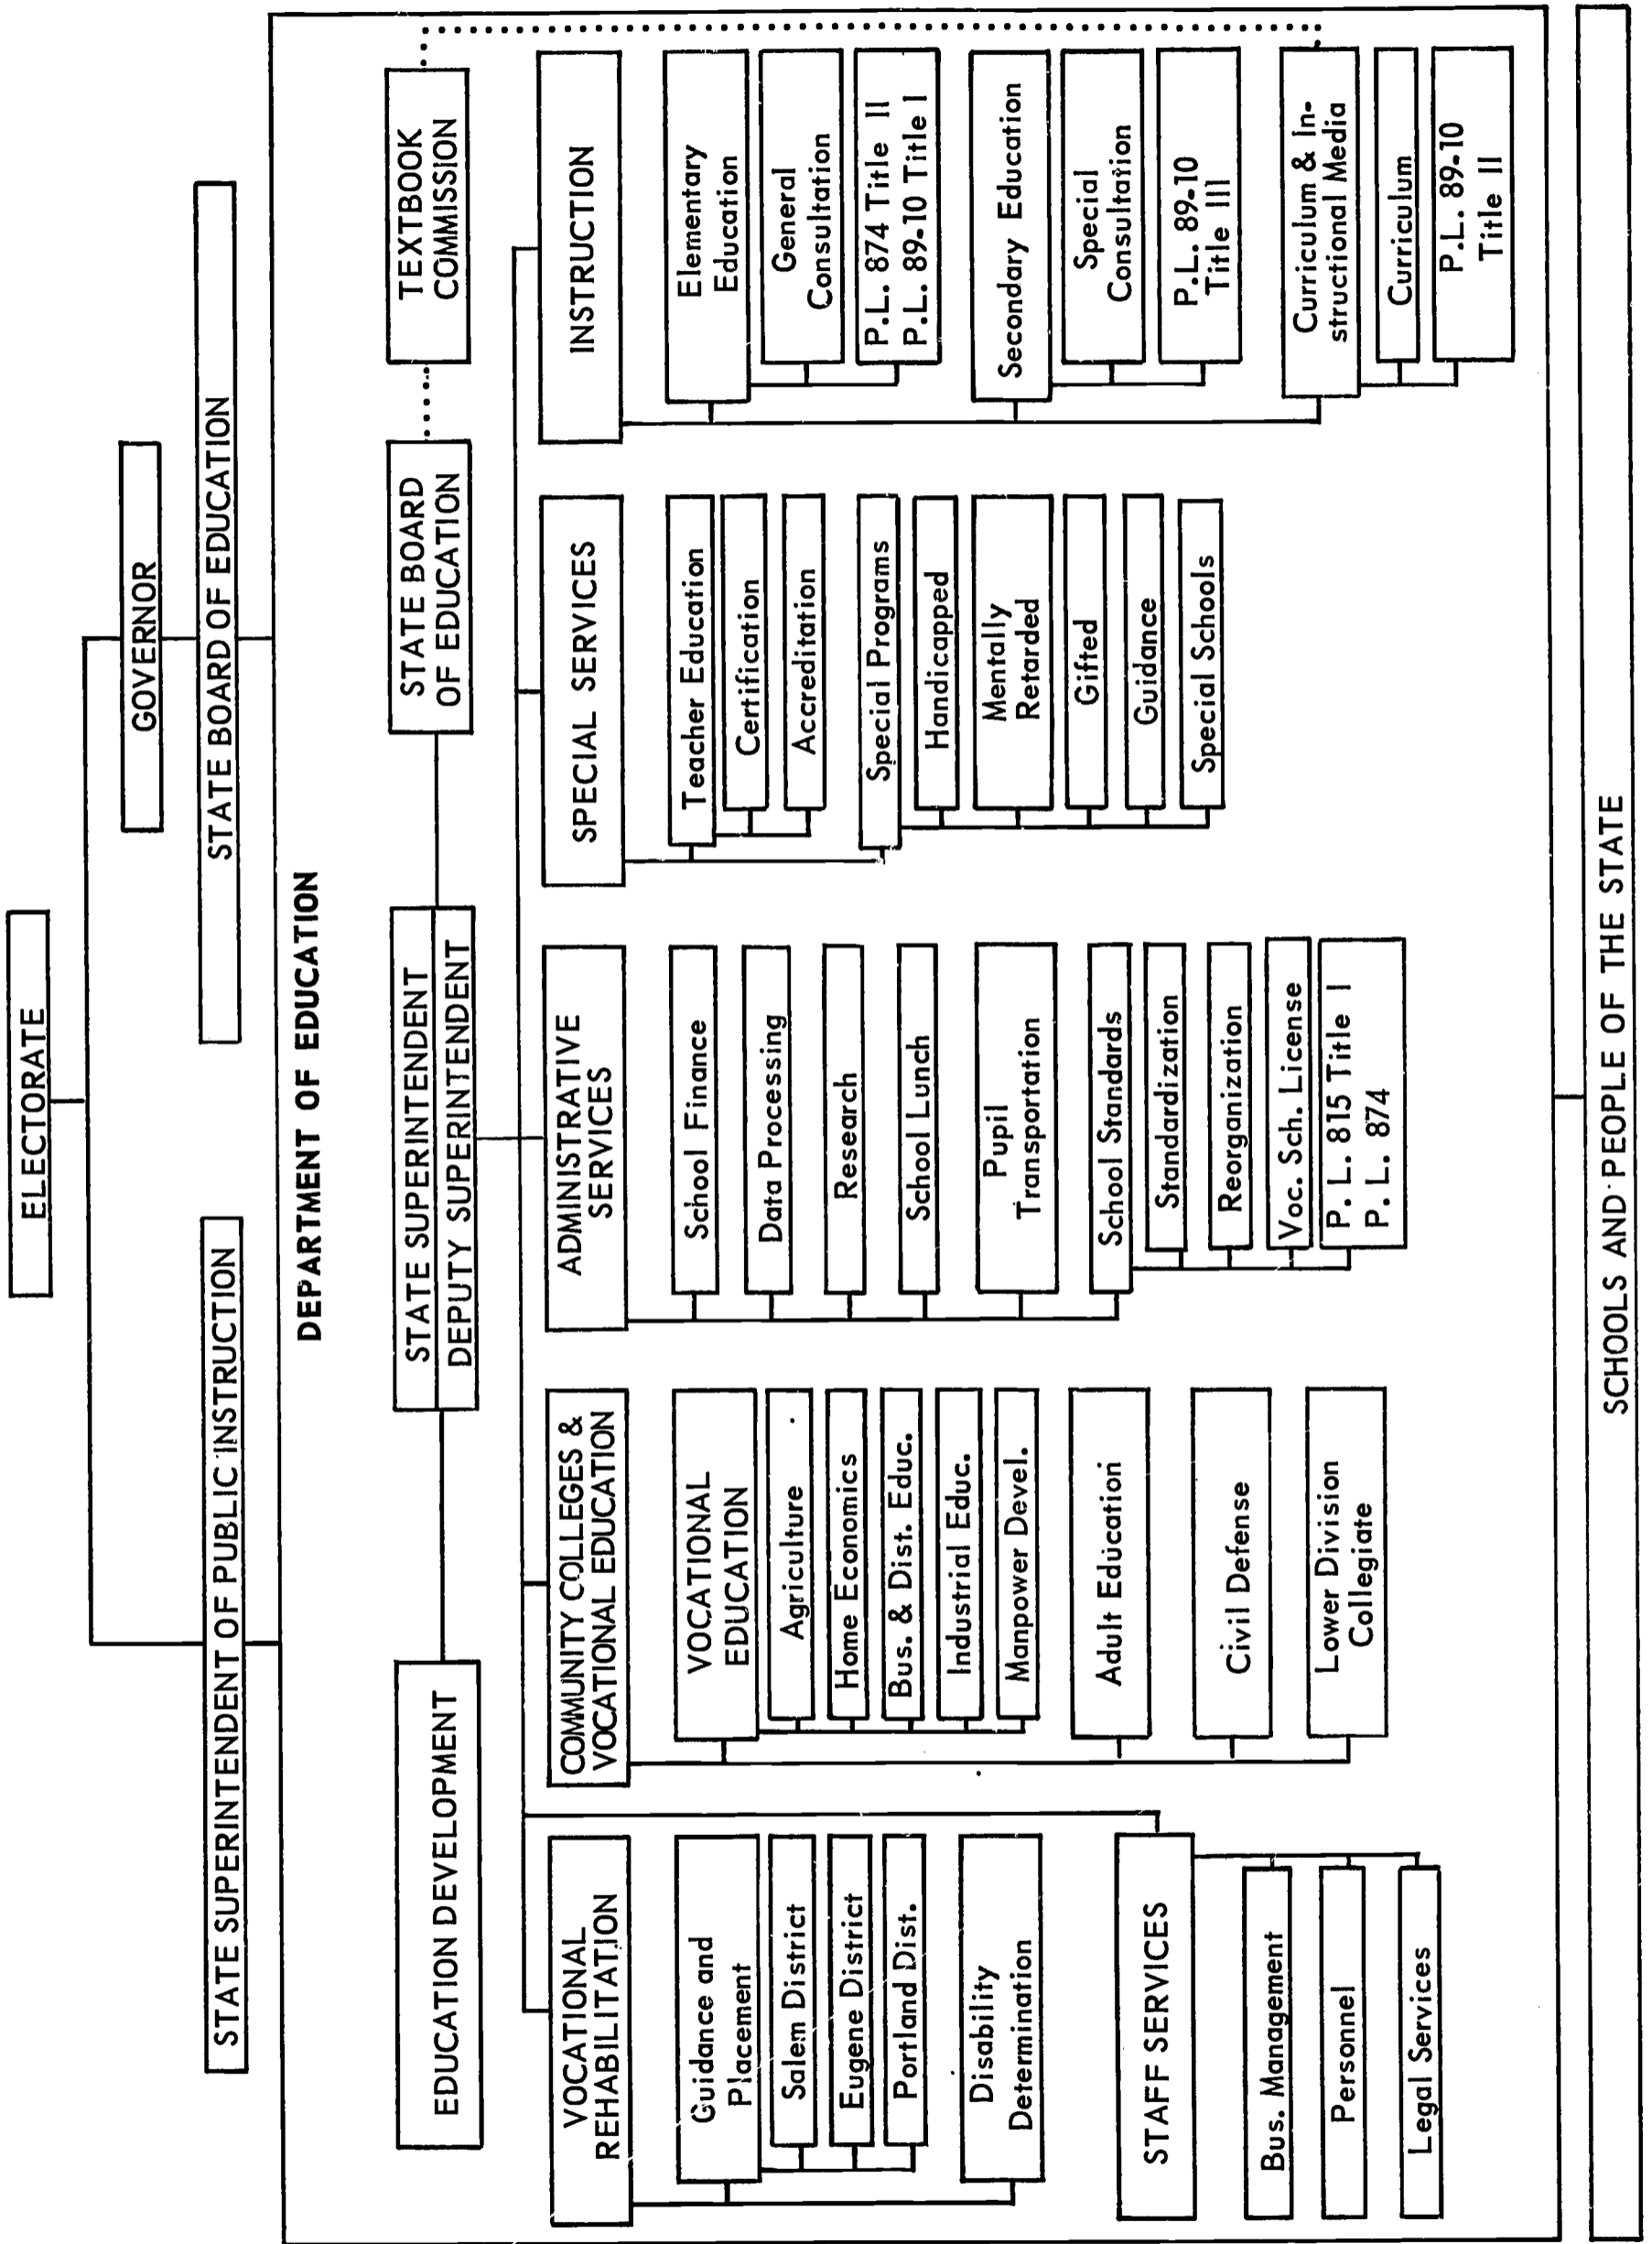 ELECTORATE
GOVERNOR
STATE SUPERINTENDENT OF PUBLIC INSTRUCTION
STATE BOARD OF EDUCATION
DEPARTMENT OF EDUCATION
EDUCATION DEVELOPMENT
STATE SUPERINTENDENT
DEPUTY SUPERINTENDENT
STATE BOARD
OF EDUCATION
TEXTBOOK
COMMISSION
VOCATIONAL
REHABILITATION
Guidance and
Placement
Salem District
Eugene District
Portland Dist.
Disability
Determination
STAFF SERVICES
Bus. Management
Personnel
Legal Services
COMMUNITY COLLEGES &
VOCATIONAL EDUCATION
VOCATIONAL
EDUCATION
Agriculture
Home Economics
Bus. & Dist. Educ.
Industrial Educ.
Manpower Devel.
Adult Education
Civil Defense
Lower Division
Collegiate
ADMINISTRATIVE
SERVICES
School Finance
Data Processing
Research
School Lunch
Pupil
Transportation
School Standards
Standardization
Reorganization
Voc. Sch. License
P. L. 815 Title I
P. L. 874
SPECIAL SERVICES
Teacher Education
Certification
Accreditation
Special Programs
Handicapped
Mentally
Retarded
Gifted
Guidance
Special Schools
INSTRUCTION
Elementary
Education
General
Consultation
P.L. 874 Title II
P.L. 89-10 Title I
Secondary Education
Special
Consultation
P.L. 89-10
Title III
Curriculum & In-
structional Media
Curriculum
P.L. 89-10
Title II
SCHOOLS AND PEOPLE OF THE STATE